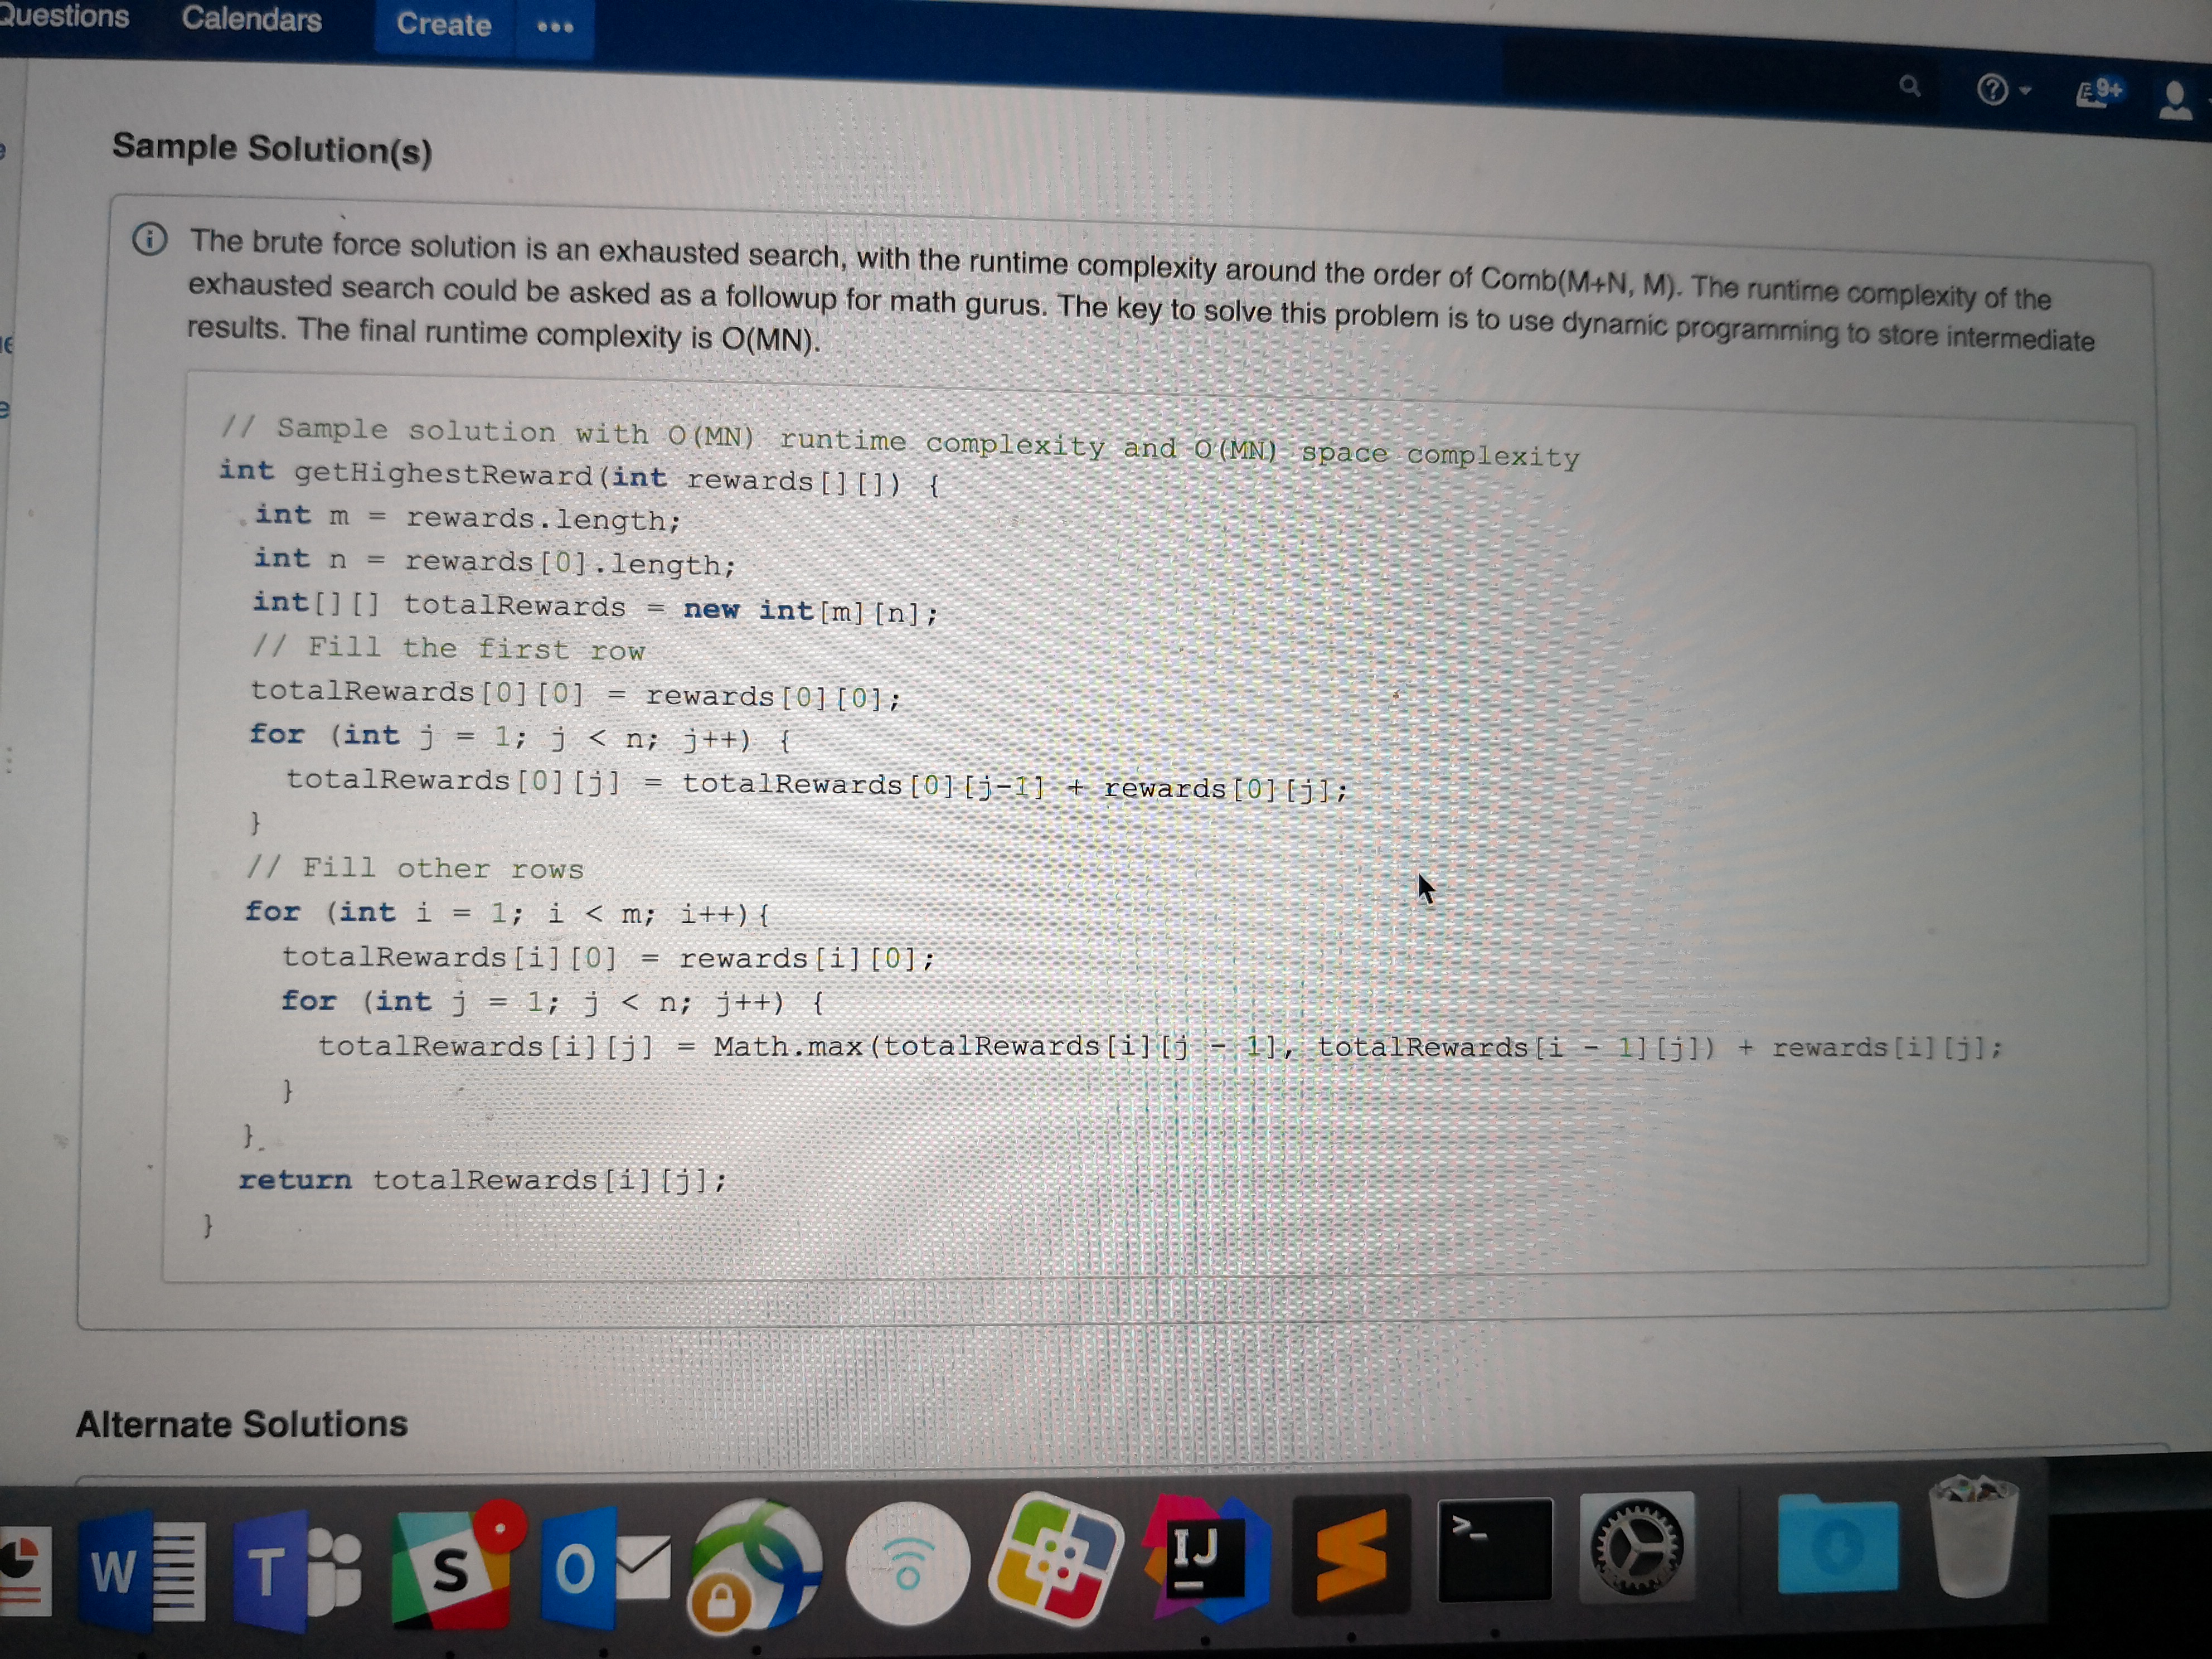 Questions Calendars Create •••
9+
Sample Solution(s)
The brute force solution is an exhausted search, with the runtime complexity around the order of Comb(M+N, M). The runtime complexity of the
exhausted search could be asked as a followup for math gurus. The key to solve this problem is to use dynamic programming to store intermediate
results. The final runtime complexity is O(MN).
// Sample solution with O(MN) runtime complexity and O(MN) space complexity
int getHighestReward(int rewards[][]) {
int m = rewards.length;
int n = rewards[0].length;
int[][] totalRewards = new int[m][n];
// Fill the first row
totalRewards[0][0] = rewards[0][0];
for (int j = 1; j < n; j++) {
totalRewards[0][j] = totalRewards[0][j-1] + rewards[0][j];
}
// Fill other rows
for (int i = 1; i < m; i++){
totalRewards[i][0] = rewards[i][0];
for (int j = 1; j < n; j++) {
totalRewards[i][j] = Math.max(totalRewards[i][j - 1], totalRewards[i - 1][j]) + rewards[i][j];
}
}
return totalRewards[i][j];
}
Alternate Solutions
W T S O IJ >_